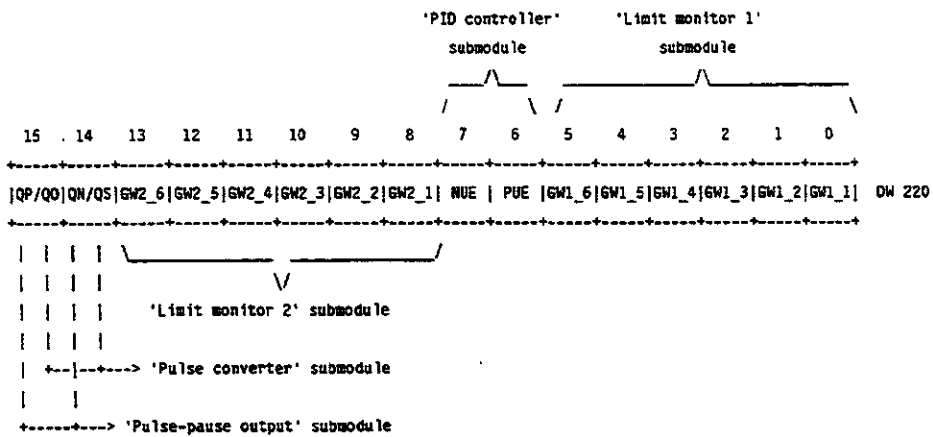 'PID controller' 'Limit monitor 1'
submodule submodule
15 . 14 13 12 11 10 9 8 7 6 5 4 3 2 1 0
|QP/QO|QN/QS|GW2_6|GW2_5|GW2_4|GW2_3|GW2_2|GW2_1| NUE | PUE |GW1_6|GW1_5|GW1_4|GW1_3|GW1_2|GW1_1| DW 220
'Limit monitor 2' submodule
'Pulse converter' submodule
'Pulse-pause output' submodule